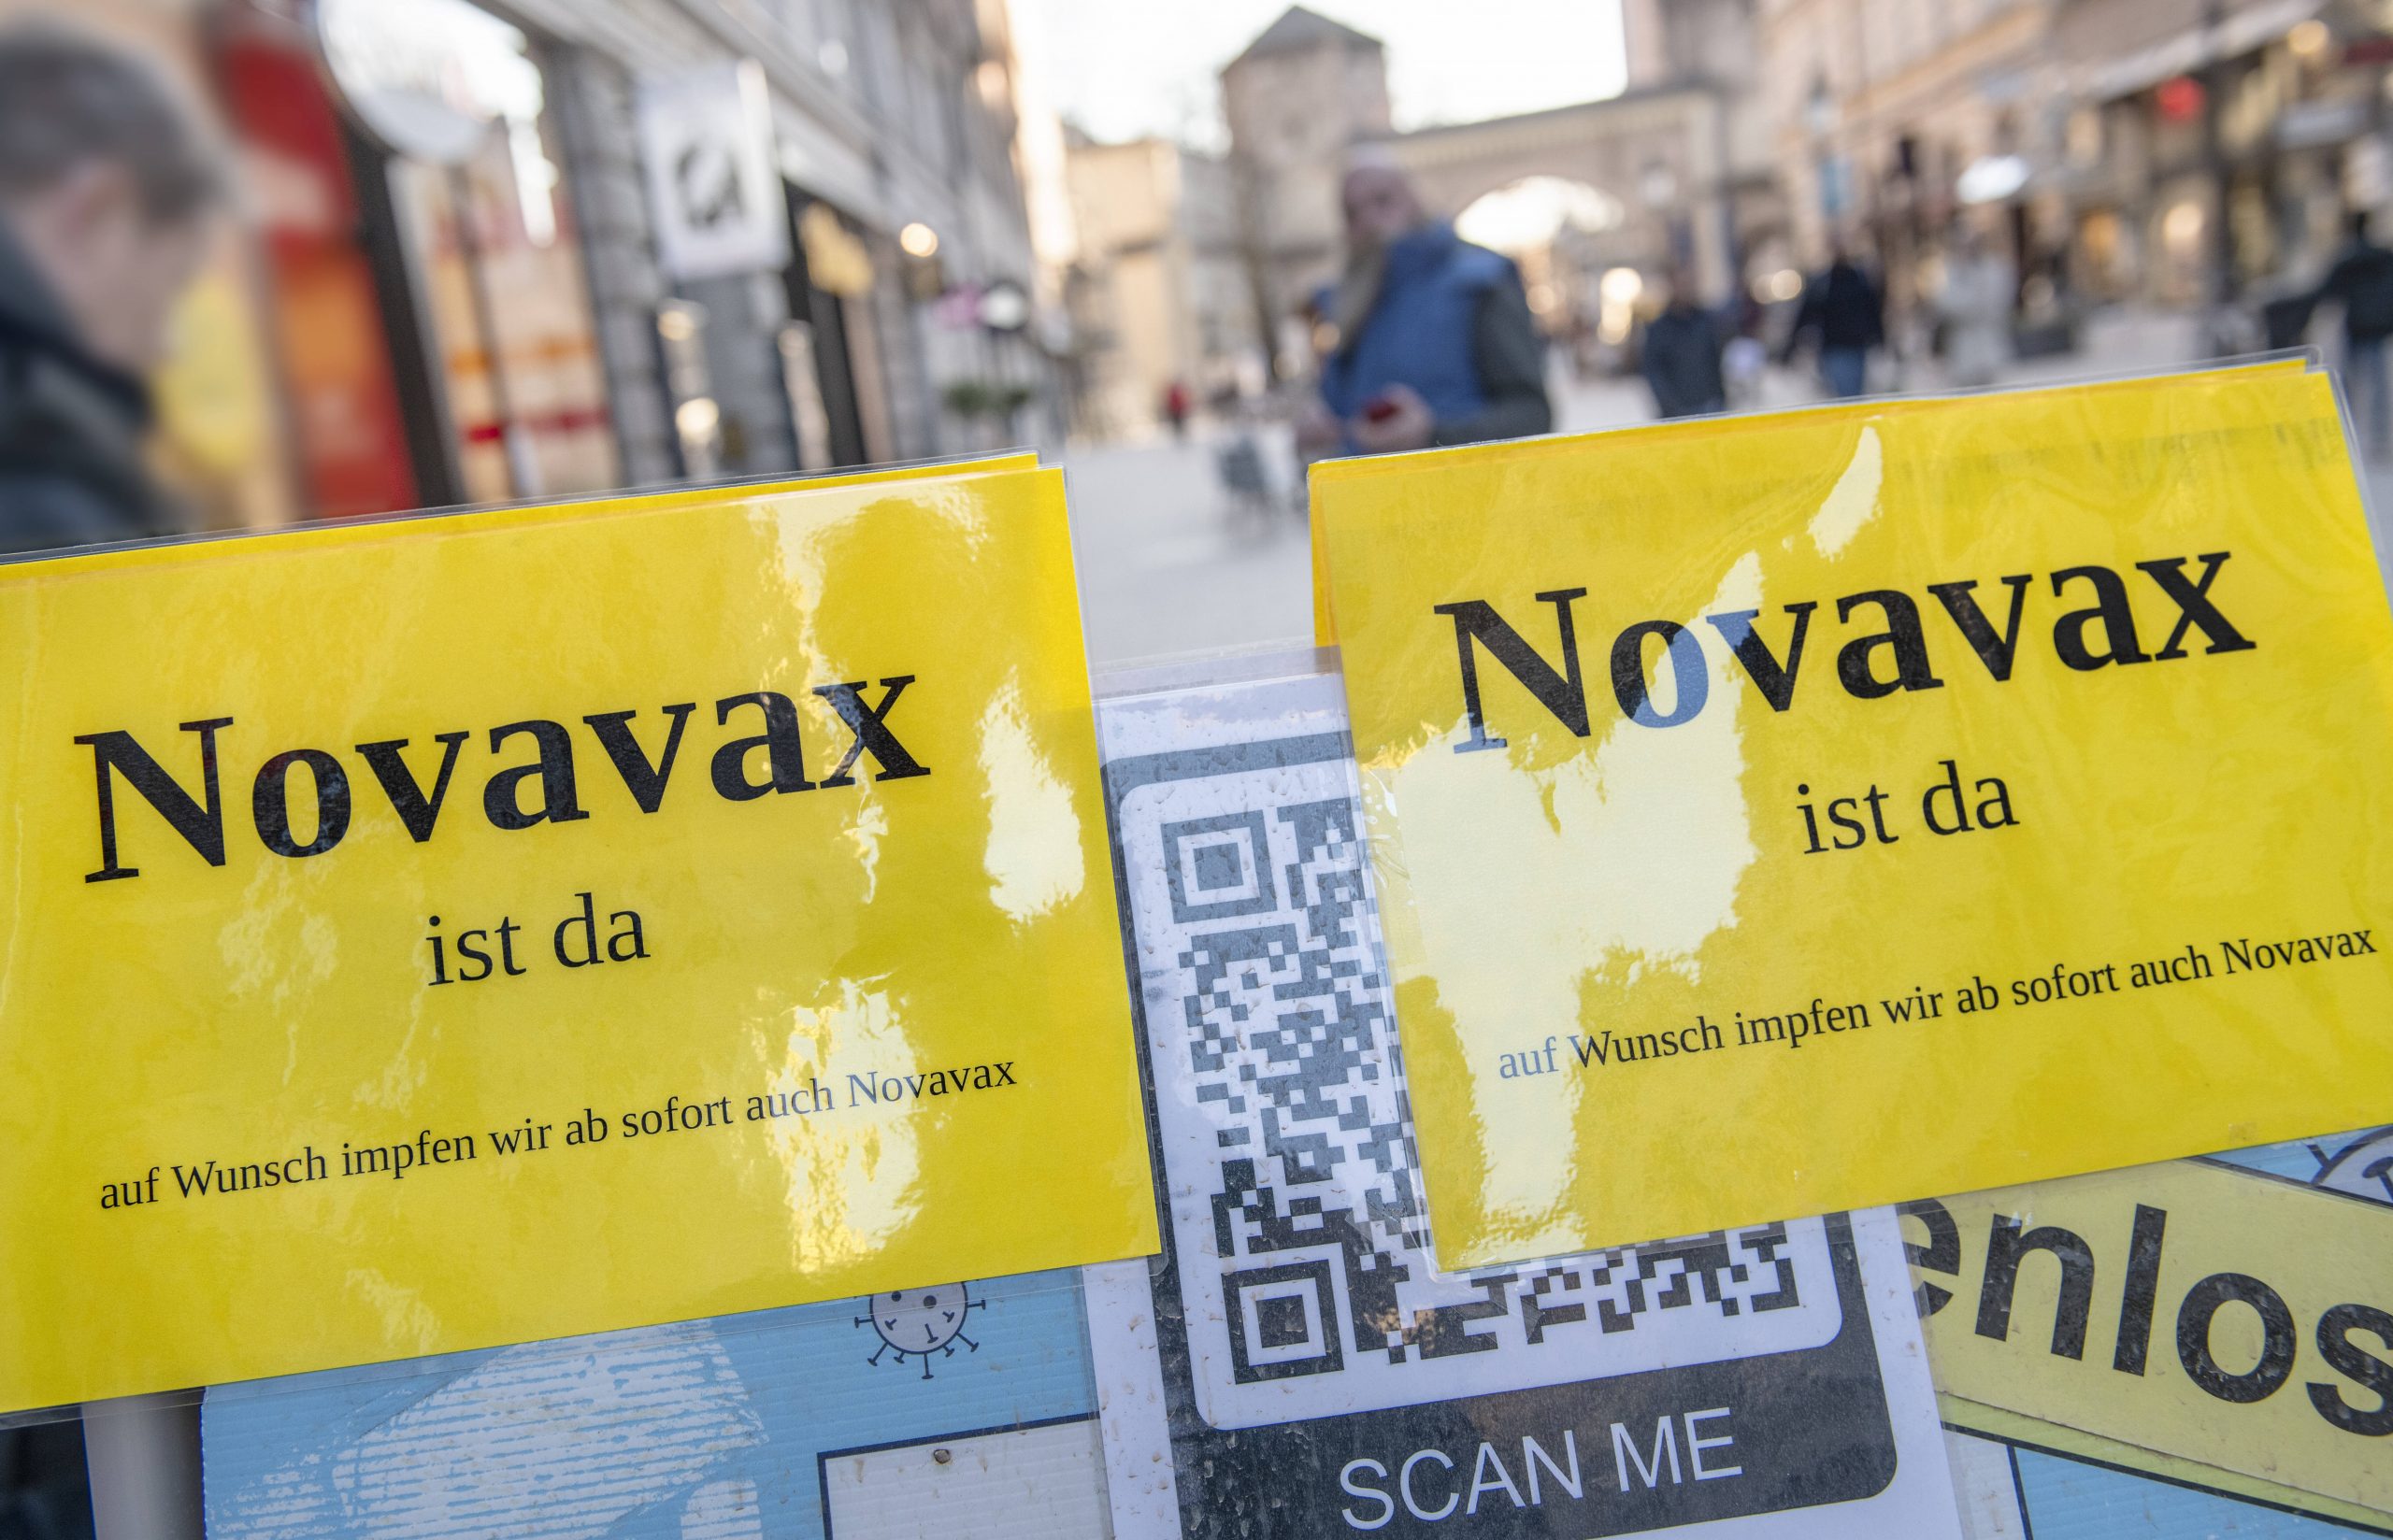 Novavax
ist da
auf Wunsch impfen wir ab sofort auch Novavax
Novavax
ist da
auf Wunsch impfen wir ab sofort auch Novavax
enlos
SCAN ME